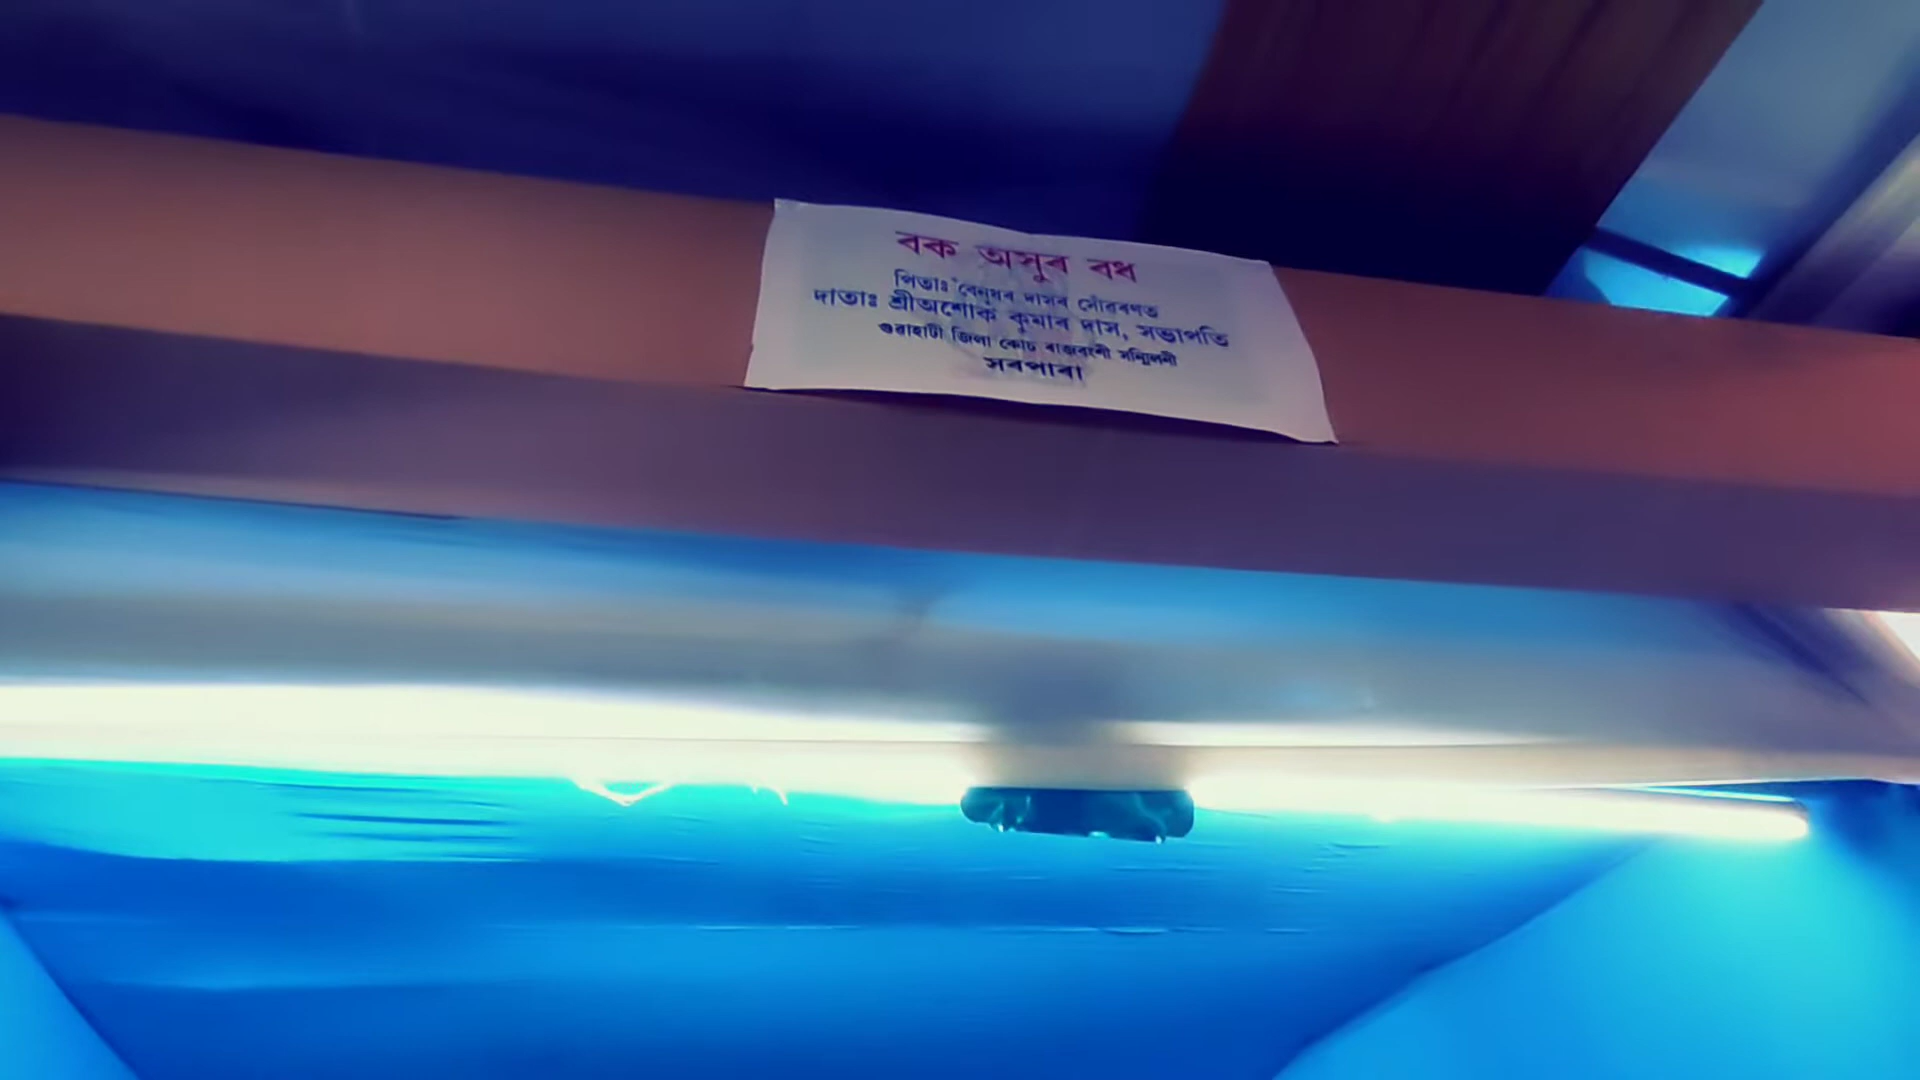 বক অসুৰ বধ
পিতাঃ ৺বেনুধৰ দাসৰ সোঁৱৰণত
দাতাঃ শ্ৰীঅশোক কুমাৰ দাস, সভাপতি
গুৱাহাটী জিলা কোচ ৰাজবংশী সন্মিলনী
সৰপাৰা